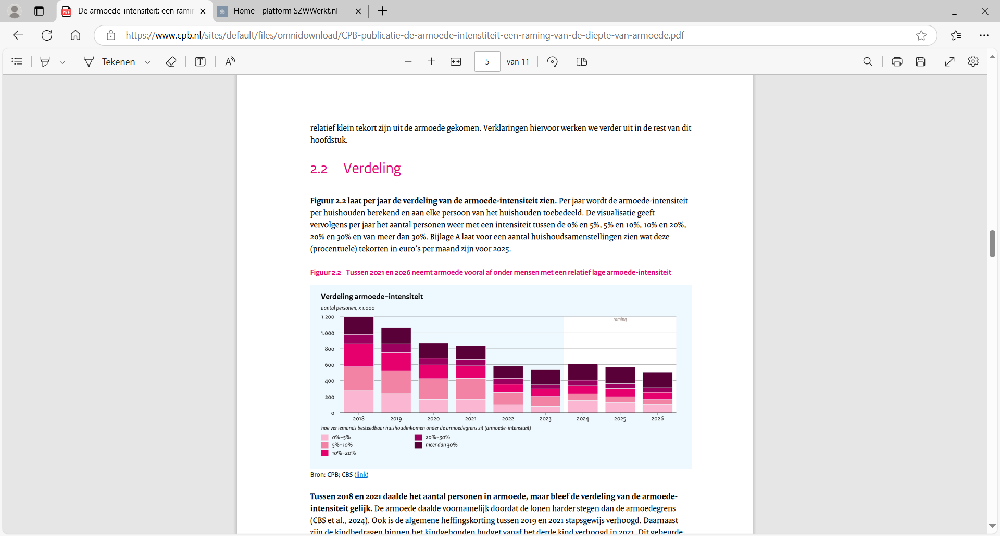 De armoede-intensiteit: een ramin
Home - platform SZWWerkt.nl
https://www.cpb.nl/sites/default/files/omnidownload/CPB-publicatie-de-armoede-intenstiteit-een-raming-van-de-diepte-van-armoede.pdf
Tekenen
5 van 11
relatief klein tekort zijn uit de armoede gekomen. Verklaringen hiervoor werken we verder uit in de rest van dit
hoofdstuk.
2.2 Verdeling
Figuur 2.2 laat per jaar de verdeling van de armoede-intensiteit zien. Per jaar wordt de armoede-intensiteit
per huishouden berekend en aan elke persoon van het huishouden toebedeeld. De visualisatie geeft
vervolgens per jaar het aantal personen weer met een intensiteit tussen de 0% en 5%, 5% en 10%, 10% en 20%,
20% en 30% en van meer dan 30%. Bijlage A laat voor een aantal huishoudsamenstellingen zien wat deze
(procentuele) tekorten in euro's per maand zijn voor 2025.
Figuur 2.2 Tussen 2021 en 2026 neemt armoede vooral af onder mensen met een relatief lage armoede-intensiteit
Verdeling armoede-intensiteit
aantal personen, x 1.000
1.200
raming
1.000
800
600
400
200
0
2018 2019 2020 2021 2022 2023 2024 2025 2026
hoe ver iemands besteedbaar huishoudinkomen onder de armoedegrens zit (armoede-intensiteit)
0%-5% 20%-30%
5%-10% meer dan 30%
10%-20%
Bron: CPB; CBS (link)
Tussen 2018 en 2021 daalde het aantal personen in armoede, maar bleef de verdeling van de armoede-
intensiteit gelijk. De armoede daalde voornamelijk doordat de lonen harder stegen dan de armoedegrens
(CBS et al., 2024). Ook is de algemene heffingskorting tussen 2019 en 2021 stapsgewijs verhoogd. Daarnaast
zijn de kindbedragen binnen het kindgebonden budget vanaf het derde kind verhoogd in 2021. Dit gebeurde